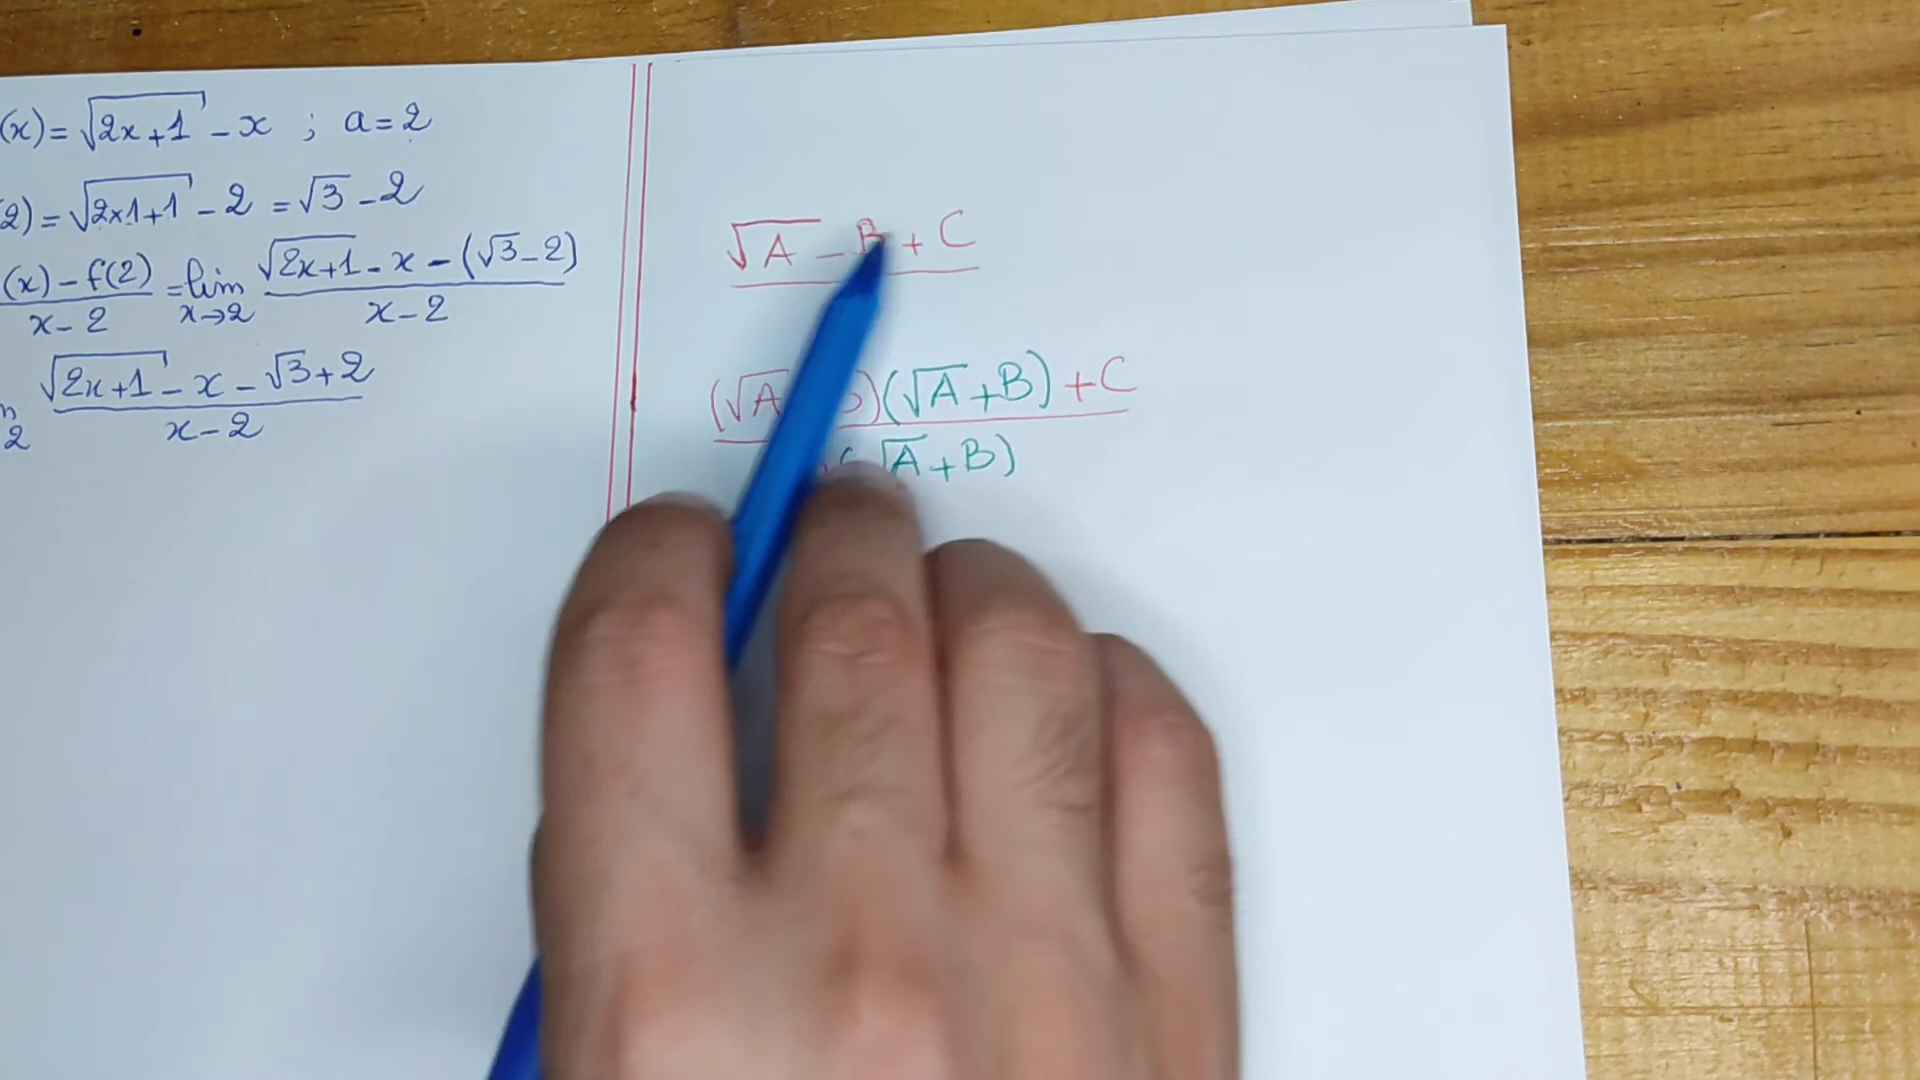 (x) = √2x+1 - x ; a = 2
2) = √2×1+1 - 2 = √3 - 2
(x) - f(2) = lim √2x+1 - x - (√3 - 2)
x - 2 x→2 x - 2
√2x+1 - x - √3 + 2
2 x - 2
√A - B + C
(√A )(√A + B) + C
(√A + B)